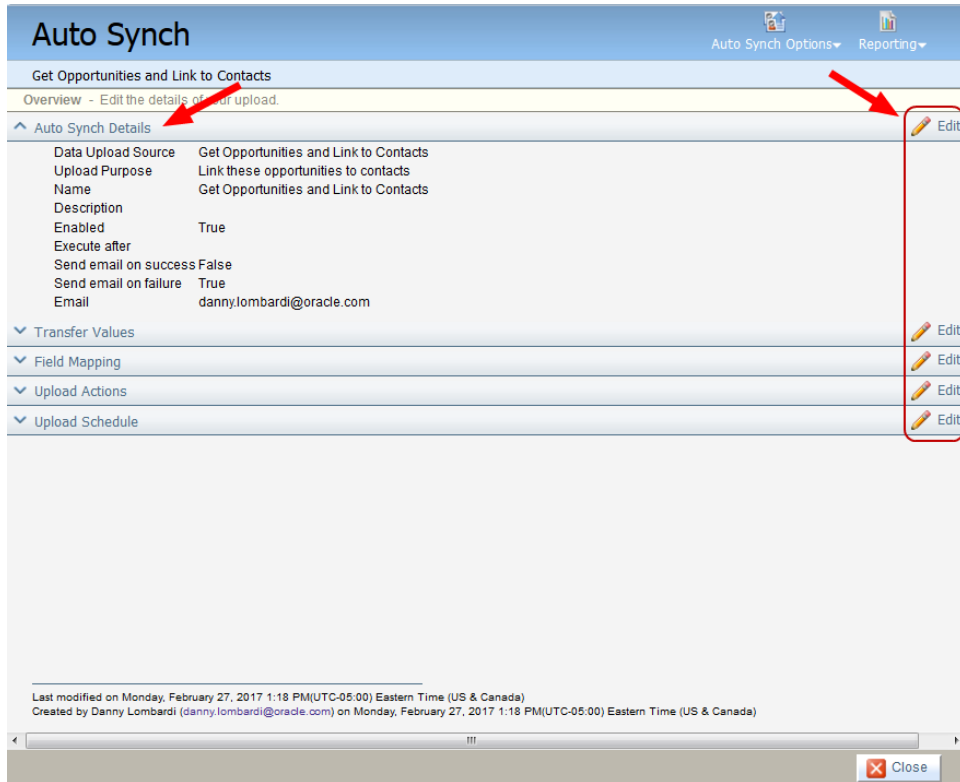 Auto Synch
Auto Synch Options Reporting
Get Opportunities and Link to Contacts
Overview - Edit the details of your upload.
Auto Synch Details Edit
Data Upload Source Get Opportunities and Link to Contacts
Upload Purpose Link these opportunities to contacts
Name Get Opportunities and Link to Contacts
Description
Enabled True
Execute after
Send email on success False
Send email on failure True
Email danny.lombardi@oracle.com
Transfer Values Edit
Field Mapping Edit
Upload Actions Edit
Upload Schedule Edit
Last modified on Monday, February 27, 2017 1:18 PM(UTC-05:00) Eastern Time (US & Canada)
Created by Danny Lombardi (danny.lombardi@oracle.com) on Monday, February 27, 2017 1:18 PM(UTC-05:00) Eastern Time (US & Canada)
Close